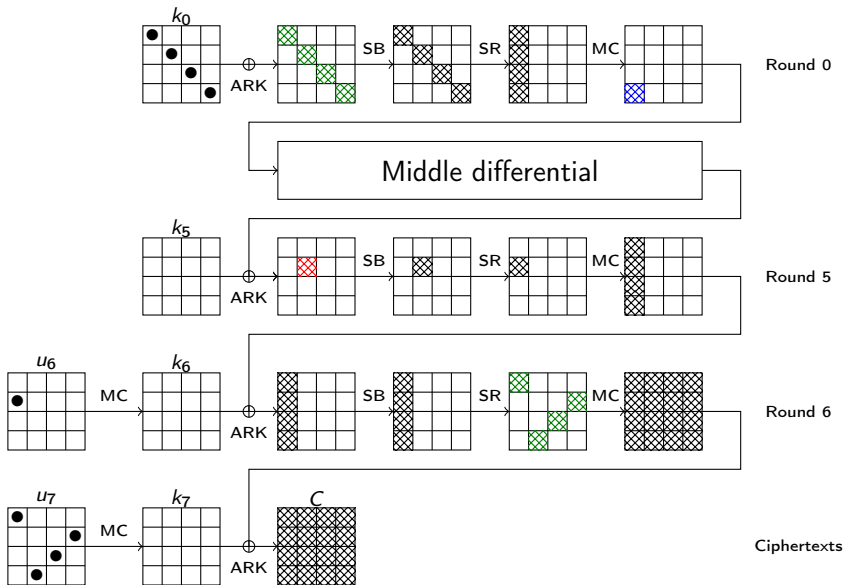 k₀
SB SR MC
ARK
Round 0
Middle differential
k₅
SB SR MC
ARK
Round 5
u₆ k₆
MC SB SR MC
ARK
Round 6
u₇ k₇ C
MC
ARK
Ciphertexts